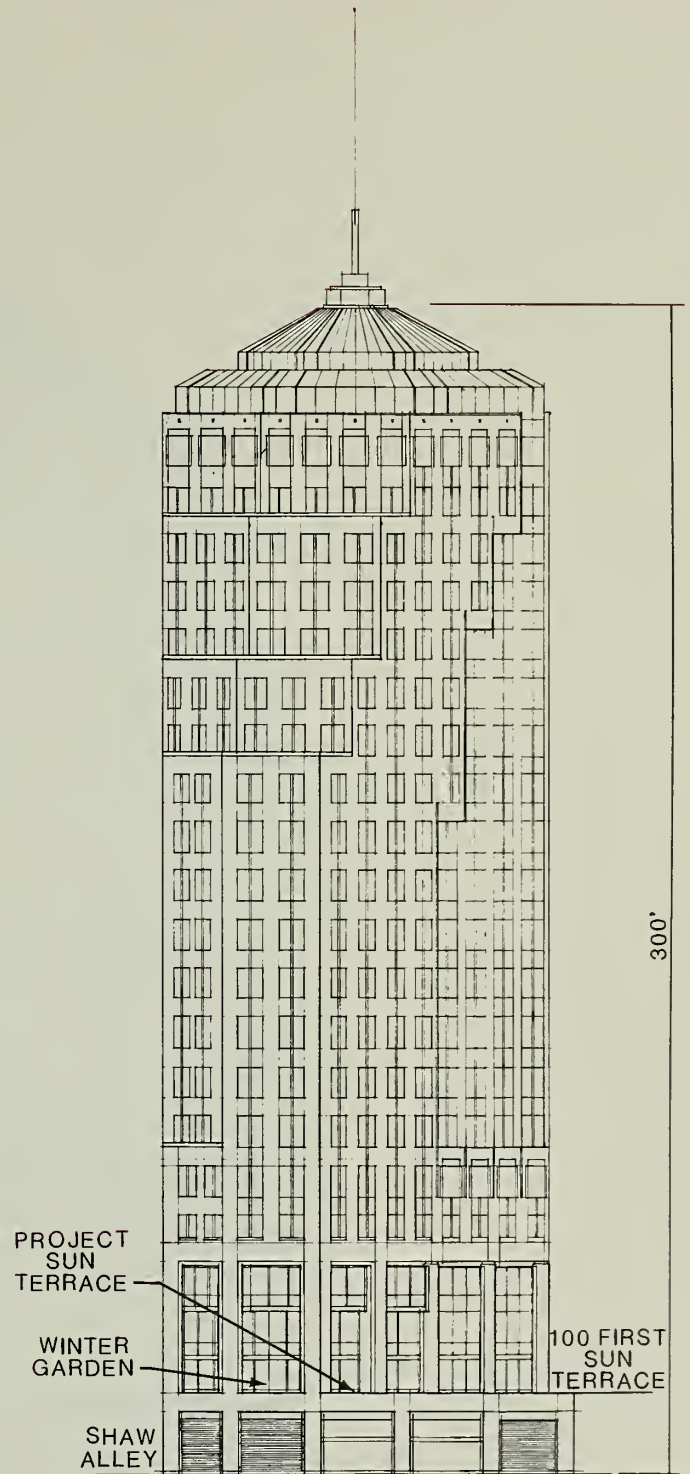 300'
PROJECT
SUN
TERRACE
WINTER
GARDEN
100 FIRST
SUN
TERRACE
SHAW
ALLEY